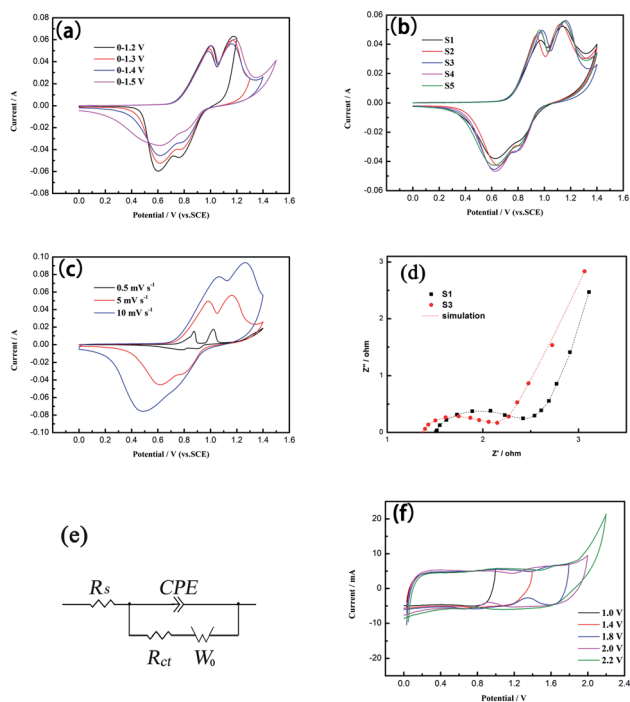 (a)
0-1.2 V
0-1.3 V
0-1.4 V
0-1.5 V
Current / A
0.08
0.06
0.04
0.02
0.00
-0.02
-0.04
-0.06
-0.08
0.0 0.2 0.4 0.6 0.8 1.0 1.2 1.4 1.6
Potential / V (vs.SCE)
(b)
S1
S2
S3
S4
S5
Current / A
0.06
0.04
0.02
0.00
-0.02
-0.04
-0.06
0.0 0.2 0.4 0.6 0.8 1.0 1.2 1.4 1.6
Potential / V (vs.SCE)
(c)
0.5 mV s-1
5 mV s-1
10 mV s-1
Current / A
0.10
0.08
0.06
0.04
0.02
0.00
-0.02
-0.04
-0.06
-0.08
0.10
0.0 0.2 0.4 0.6 0.8 1.0 1.2 1.4 1.6
Potential / V (vs.SCE)
(d)
S1
S3
simulation
Z'' / ohm
3
2
1
0
1 2 3
Z' / ohm
(e)
Rs CPE
Rct W0
(f)
Current / mA
20
10
0
-10
-20
1.0 V
1.4 V
1.8 V
2.0 V
2.2 V
0.0 0.4 0.8 1.2 1.6 2.0 2.4
Potential / V